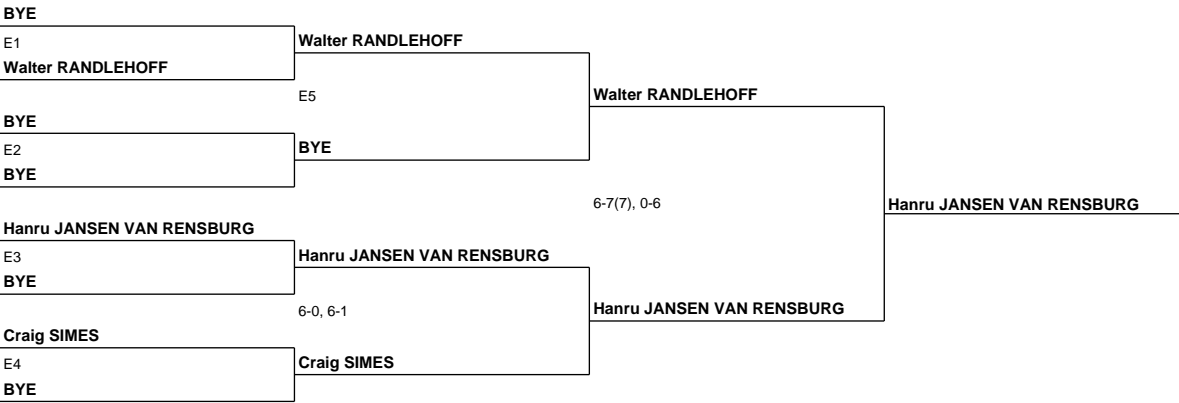 BYE
E1
Walter RANDLEHOFF
Walter RANDLEHOFF
E5
BYE
E2
BYE
BYE
Walter RANDLEHOFF
6-7(7), 0-6
Hanru JANSEN VAN RENSBURG
Hanru JANSEN VAN RENSBURG
E3
BYE
Hanru JANSEN VAN RENSBURG
6-0, 6-1
Hanru JANSEN VAN RENSBURG
Craig SIMES
E4
BYE
Craig SIMES